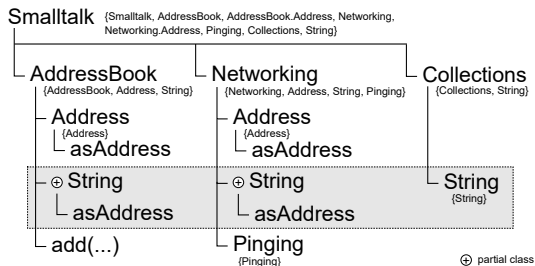 Smalltalk {Smalltalk, AddressBook, AddressBook.Address, Networking,
Networking.Address, Pinging, Collections, String}
AddressBook Networking Collections
{AddressBook, Address, String} {Networking, Address, String, Pinging} {Collections, String}
Address Address
{Address} {Address}
asAddress asAddress
⊕ String ⊕ String String
{String}
asAddress asAddress
add(...) Pinging
{Pinging}
⊕ partial class